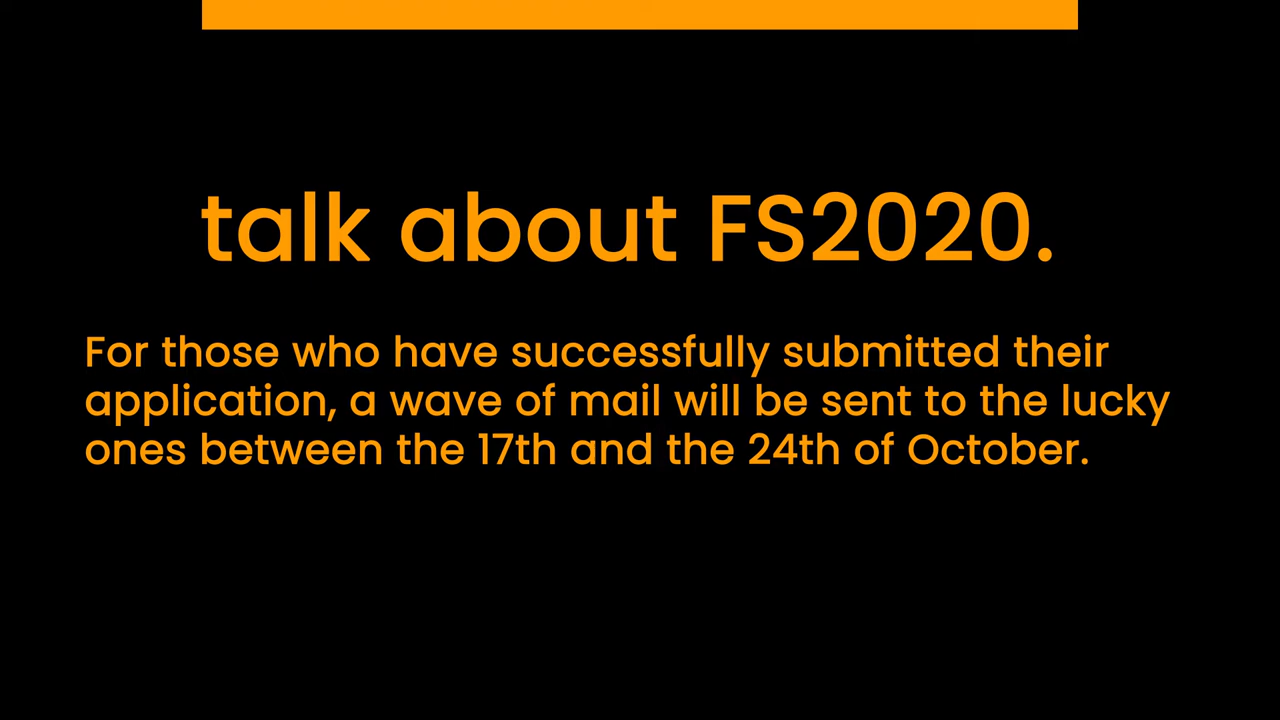 talk about FS2020.
For those who have successfully submitted their
application, a wave of mail will be sent to the lucky
ones between the 17th and the 24th of October.